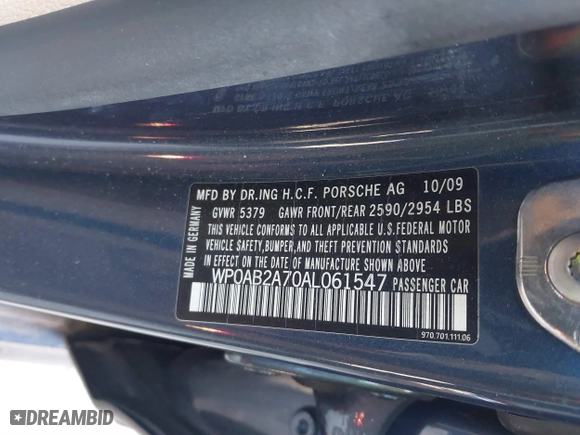 MFD BY DR.ING H.C.F. PORSCHE AG 10/09
GVWR 5379 GAWR FRONT/REAR 2590/2954 LBS
THIS VEHICLE CONFORMS TO ALL APPLICABLE U.S.FEDERAL MOTOR
VEHICLE SAFETY,BUMPER,AND THEFT PREVENTION STANDARDS
IN EFFECT ON THE DATE OF MANUFACTURE SHOWN ABOVE.
WP0AB2A70AL061547 PASSENGER CAR
MADE IN GERMANY
970.701.111.06
DREAMBID